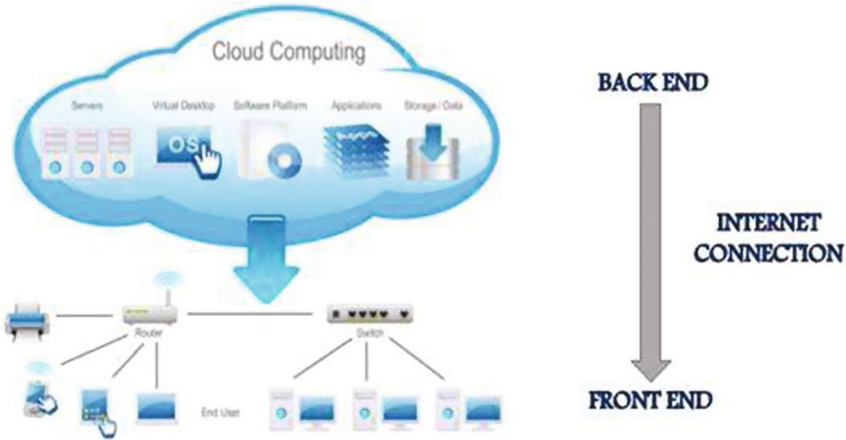 Cloud Computing
Servers
Virtual Desktop
Software Platform
Applications
Storage / Data
BACK END
INTERNET
CONNECTION
Router
Switch
End User
FRONT END